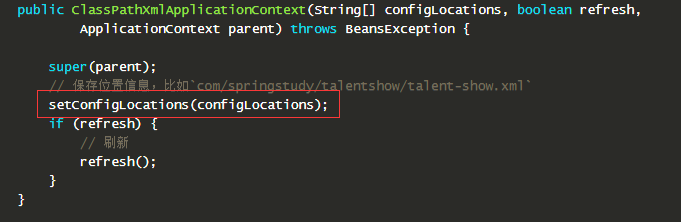 public ClassPathXmlApplicationContext(String[] configLocations, boolean refresh,
ApplicationContext parent) throws BeansException {
super(parent);
// 保存位置信息，比如`com/springstudy/talentshow/talent-show.xml`
setConfigLocations(configLocations);
if (refresh) {
// 刷新
refresh();
}
}